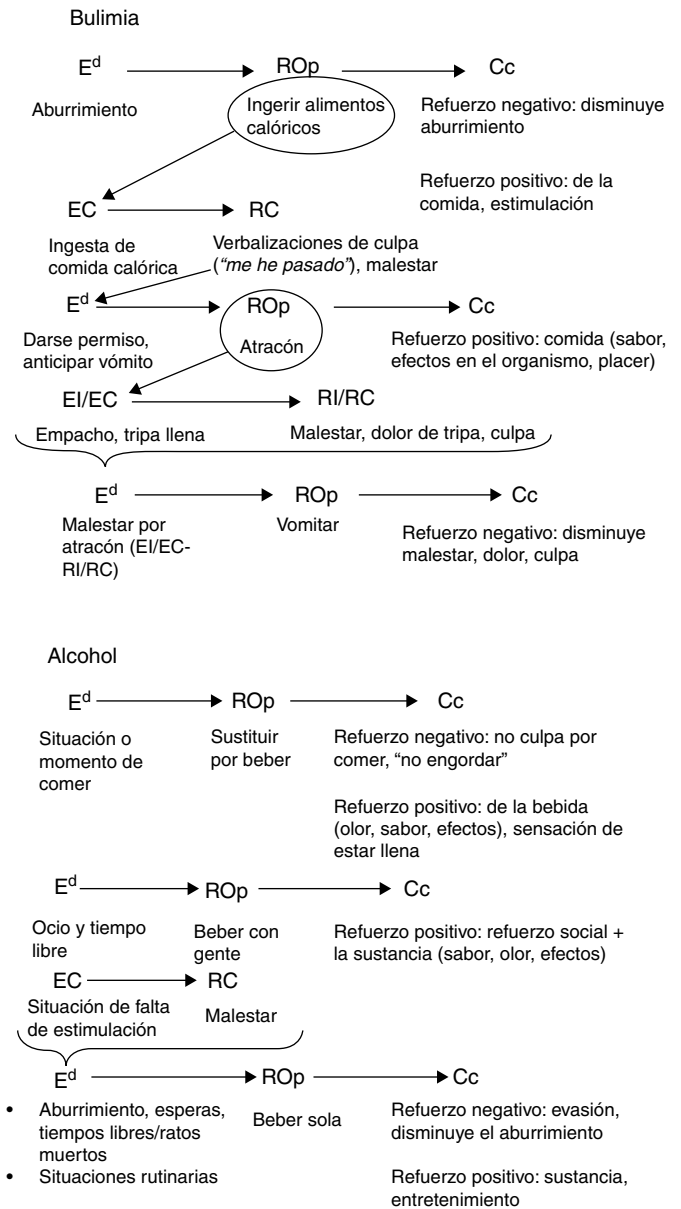 Bulimia
Eᵈ ROp Cc
Aburrimiento
Ingerir alimentos
calóricos
Refuerzo negativo: disminuye
aburrimiento
Refuerzo positivo: de la
comida, estimulación
EC RC
Ingesta de
comida calórica
Verbalizaciones de culpa
("me he pasado"), malestar
Eᵈ ROp Cc
Darse permiso,
anticipar vómito
Atracón
Refuerzo positivo: comida (sabor,
efectos en el organismo, placer)
EI/EC RI/RC
Empacho, tripa llena
Malestar, dolor de tripa, culpa
Eᵈ ROp Cc
Malestar por
atracón (EI/EC-
RI/RC)
Vomitar
Refuerzo negativo: disminuye
malestar, dolor, culpa
Alcohol
Eᵈ ROp Cc
Situación o
momento de
comer
Sustituir
por beber
Refuerzo negativo: no culpa por
comer, "no engordar"
Refuerzo positivo: de la bebida
(olor, sabor, efectos), sensación de
estar llena
Eᵈ ROp Cc
Ocio y tiempo
libre
Beber con
gente
Refuerzo positivo: refuerzo social +
la sustancia (sabor, olor, efectos)
EC RC
Situación de falta
de estimulación
Malestar
Eᵈ ROp Cc
• Aburrimiento, esperas,
tiempos libres/ratos
muertos
• Situaciones rutinarias
Beber sola
Refuerzo negativo: evasión,
disminuye el aburrimiento
Refuerzo positivo: sustancia,
entretenimiento